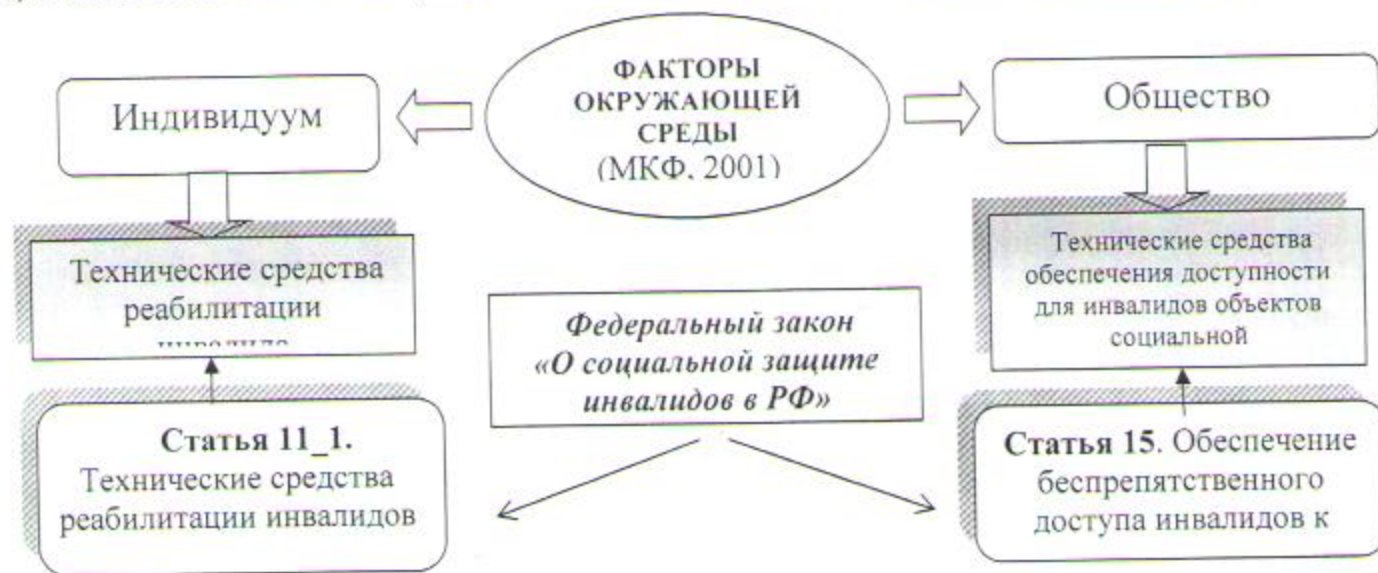 ФАКТОРЫ
ОКРУЖАЮЩЕЙ
СРЕДЫ
(МКФ, 2001)
Индивидуум
Общество
Технические средства
реабилитации
Технические средства
обеспечения доступности
для инвалидов объектов
социальной
Федеральный закон
«О социальной защите
инвалидов в РФ»
Статья 11_1.
Технические средства
реабилитации инвалидов
Статья 15. Обеспечение
беспрепятственного
доступа инвалидов к